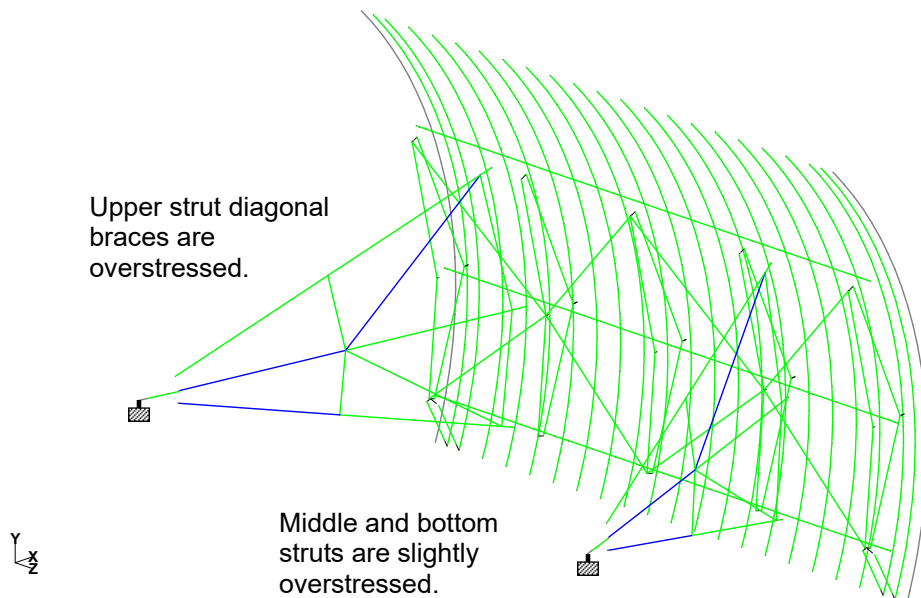 Upper strut diagonal
braces are
overstressed.
Middle and bottom
struts are slightly
overstressed.
Y
X
Z